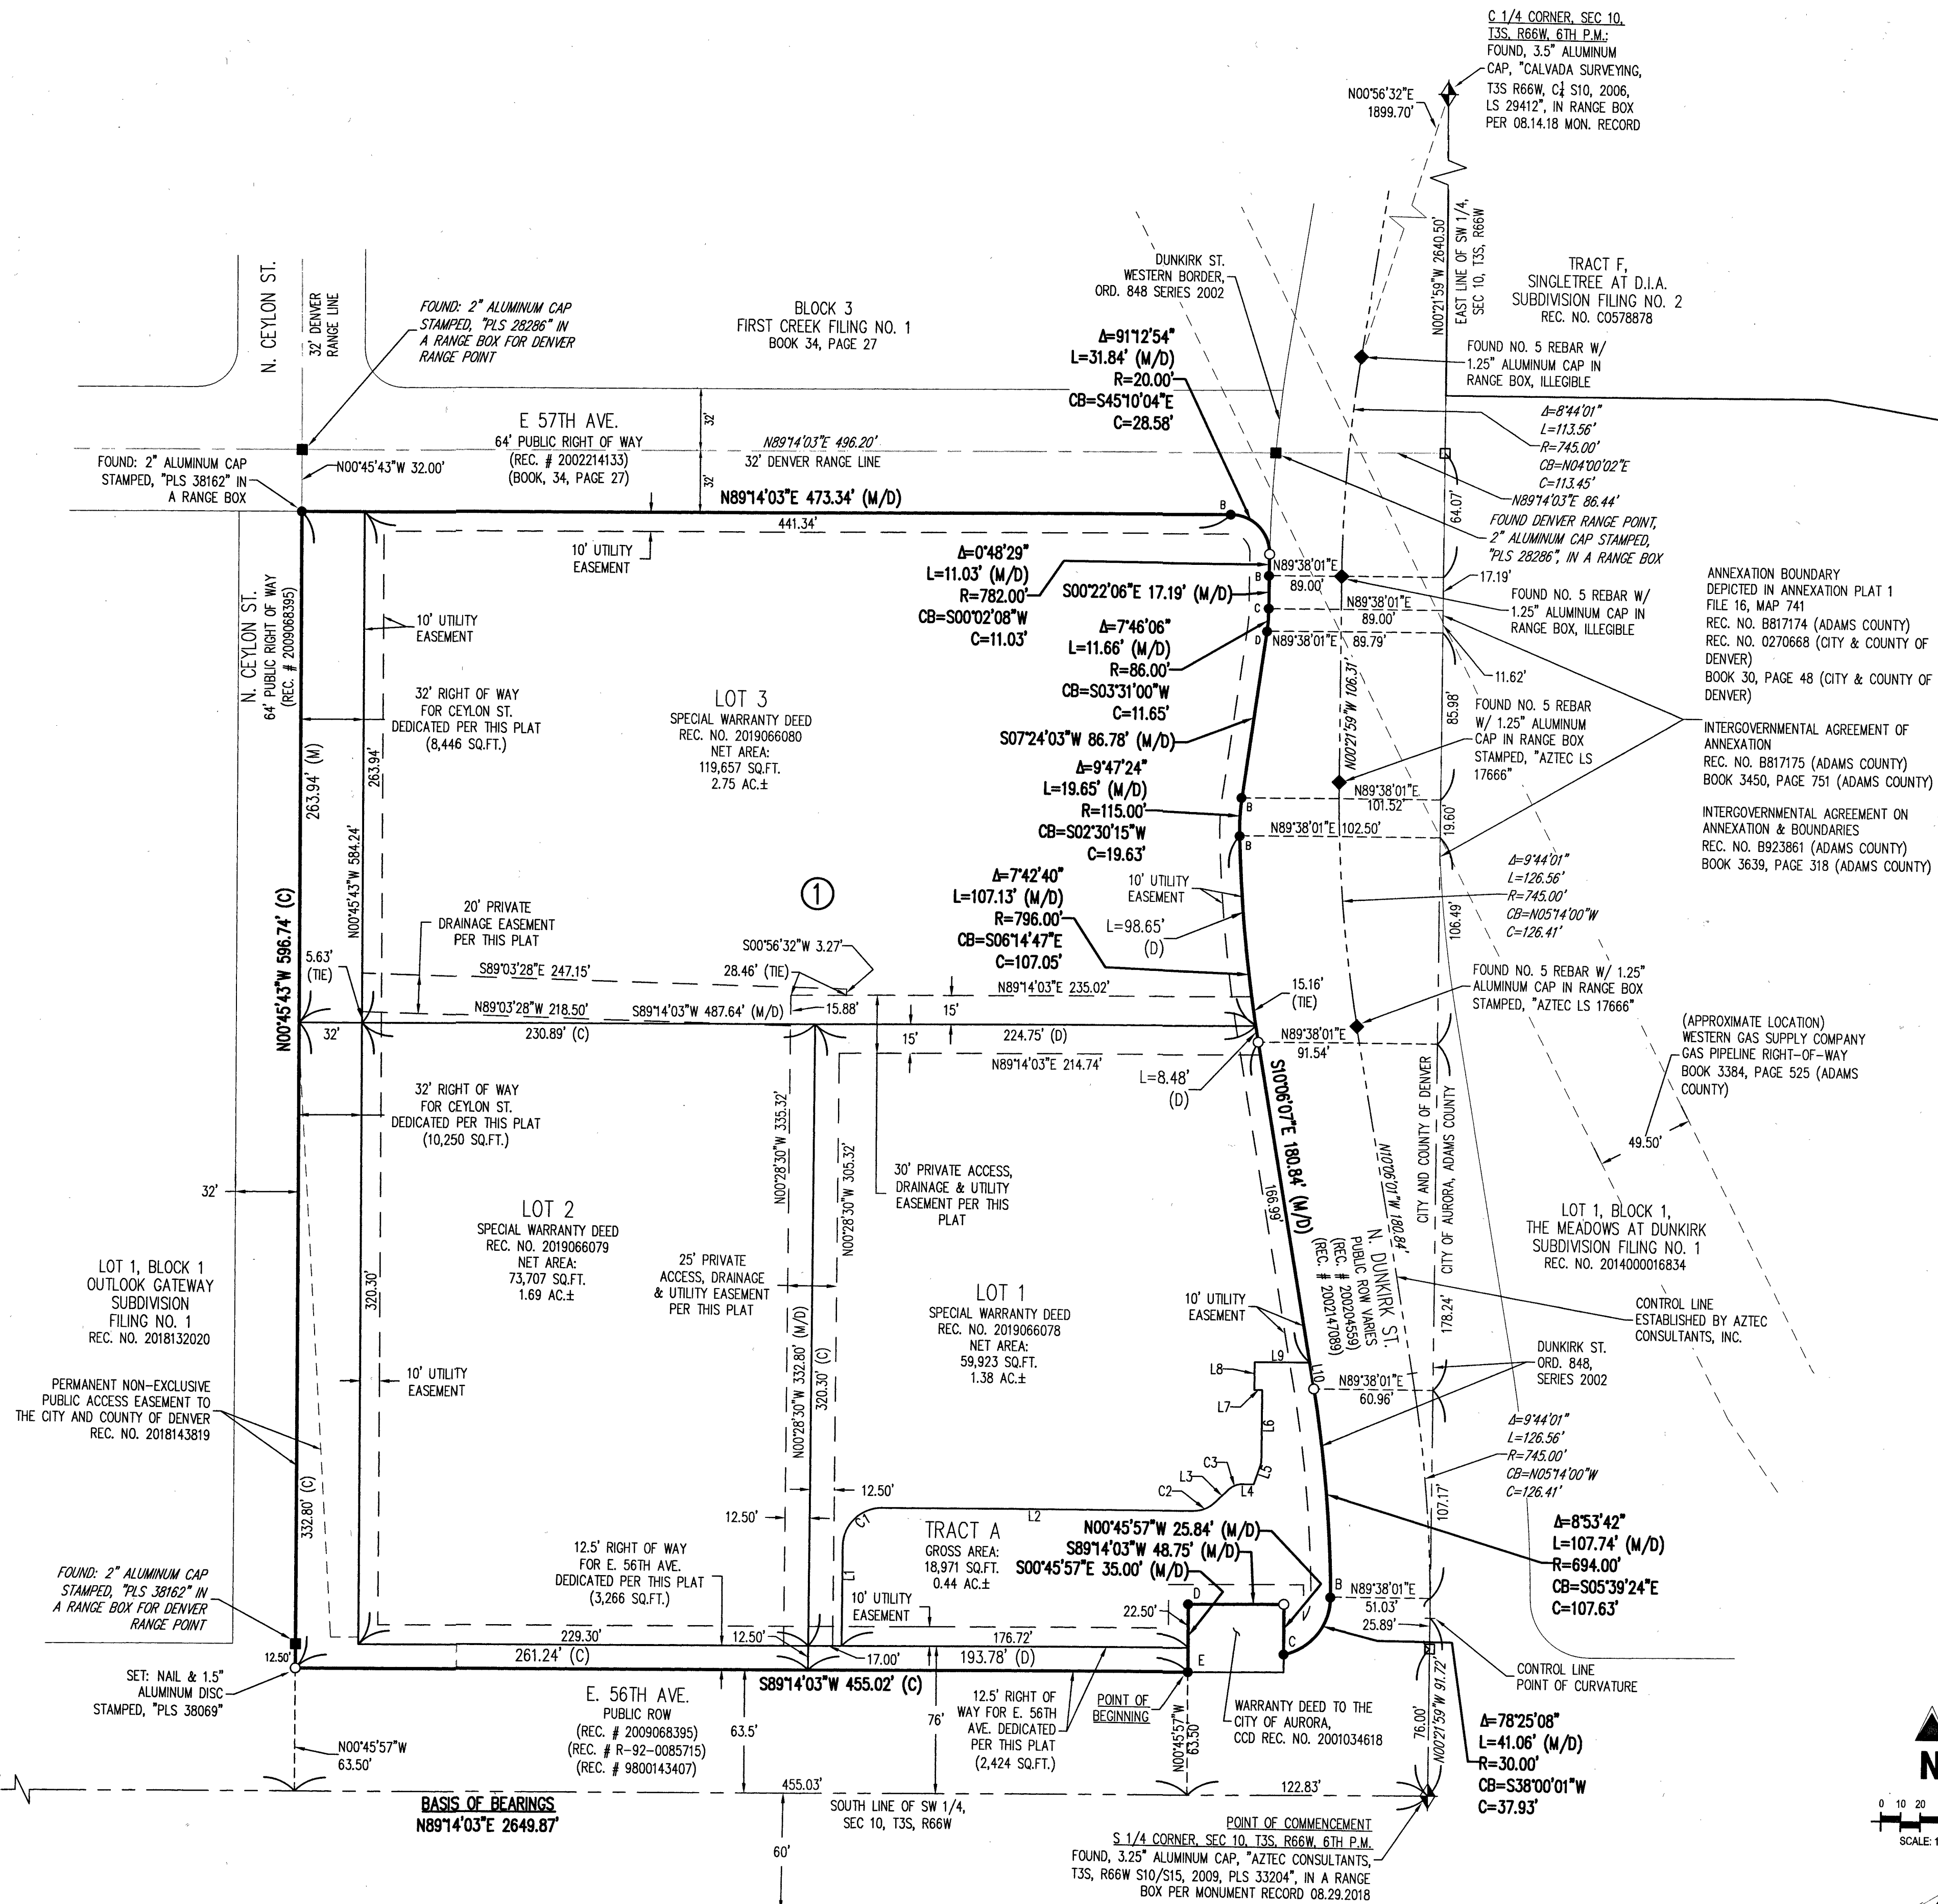 C 1/4 CORNER, SEC 10,
T3S, R66W, 6TH P.M.:
FOUND, 3.5" ALUMINUM
CAP, "CALVADA SURVEYING,
T3S R66W, C¼ S10, 2006,
LS 29412", IN RANGE BOX
PER 08.14.18 MON. RECORD
N00°56'32"E
1899.70'
N. CEYLON ST.
32' DENVER
RANGE LINE
FOUND: 2" ALUMINUM CAP
STAMPED, "PLS 28286" IN
A RANGE BOX FOR DENVER
RANGE POINT
BLOCK 3
FIRST CREEK FILING NO. 1
BOOK 34, PAGE 27
DUNKIRK ST.
WESTERN BORDER,
ORD. 848 SERIES 2002
N00°21'59"W 2640.50'
EAST LINE OF SW 1/4,
SEC 10, T3S, R66W
TRACT F,
SINGLETREE AT D.I.A.
SUBDIVISION FILING NO. 2
REC. NO. C0578878
FOUND NO. 5 REBAR W/
1.25" ALUMINUM CAP IN
RANGE BOX, ILLEGIBLE
Δ=91°12'54"
L=31.84' (M/D)
R=20.00'
CB=S45°10'04"E
C=28.58'
Δ=8°44'01"
L=113.56'
R=745.00'
CB=N04°00'02"E
C=113.45'
N89°14'03"E 86.44'
64.07'
FOUND DENVER RANGE POINT,
2" ALUMINUM CAP STAMPED,
"PLS 28286", IN A RANGE BOX
E 57TH AVE.
64' PUBLIC RIGHT OF WAY
(REC. # 2002214133)
(BOOK, 34, PAGE 27)
32'
N89°14'03"E 496.20'
32' DENVER RANGE LINE
32'
FOUND: 2" ALUMINUM CAP
STAMPED, "PLS 38162" IN
A RANGE BOX
N00°45'43"W 32.00'
N89°14'03"E 473.34' (M/D)
B
441.34'
10' UTILITY
EASEMENT
Δ=0°48'29"
L=11.03' (M/D)
R=782.00'
CB=S00°02'08"W
C=11.03'
N89°38'01"E
B
89.00'
S00°22'06"E 17.19' (M/D)
17.19'
C
N89°38'01"E
89.00'
D
N89°38'01"E 89.79'
11.62'
FOUND NO. 5 REBAR W/
1.25" ALUMINUM CAP IN
RANGE BOX, ILLEGIBLE
ANNEXATION BOUNDARY
DEPICTED IN ANNEXATION PLAT 1
FILE 16, MAP 741
REC. NO. B817174 (ADAMS COUNTY)
REC. NO. 0270668 (CITY & COUNTY OF
DENVER)
BOOK 30, PAGE 48 (CITY & COUNTY OF
DENVER)
INTERGOVERNMENTAL AGREEMENT OF
ANNEXATION
REC. NO. B817175 (ADAMS COUNTY)
BOOK 3450, PAGE 751 (ADAMS COUNTY)
INTERGOVERNMENTAL AGREEMENT ON
ANNEXATION & BOUNDARIES
REC. NO. B923861 (ADAMS COUNTY)
BOOK 3639, PAGE 318 (ADAMS COUNTY)
N. CEYLON ST.
64' PUBLIC RIGHT OF WAY
(REC. # 2009068395)
10' UTILITY
EASEMENT
263.94' (M)
263.94'
32' RIGHT OF WAY
FOR CEYLON ST.
DEDICATED PER THIS PLAT
(8,446 SQ.FT.)
LOT 3
SPECIAL WARRANTY DEED
REC. NO. 2019066080
NET AREA:
119,657 SQ.FT.
2.75 AC.±
Δ=7°46'06"
L=11.66' (M/D)
R=86.00'
CB=S03°31'00"W
C=11.65'
S07°24'03"W 86.78' (M/D)
Δ=9°47'24"
L=19.65' (M/D)
R=115.00'
CB=S02°30'15"W
C=19.63'
N00°21'59"W 106.31'
85.98'
FOUND NO. 5 REBAR
W/ 1.25" ALUMINUM
CAP IN RANGE BOX
STAMPED, "AZTEC LS
17666"
B
N89°38'01"E
101.52'
19.60'
B
N89°38'01"E 102.50'
Δ=9°44'01"
L=126.56'
R=745.00'
CB=N05°14'00"W
C=126.41'
106.49'
Δ=7°42'40"
L=107.13' (M/D)
R=796.00'
CB=S06°14'47"E
C=107.05'
10' UTILITY
EASEMENT
L=98.65'
(D)
1
N00°45'43"W 596.74' (C)
N00°45'43"W 584.24'
20' PRIVATE
DRAINAGE EASEMENT
PER THIS PLAT
5.63'
(TIE)
S89°03'28"E 247.15'
S00°56'32"W 3.27'
28.46' (TIE)
N89°14'03"E 235.02'
15.16'
(TIE)
FOUND NO. 5 REBAR W/ 1.25"
ALUMINUM CAP IN RANGE BOX
STAMPED, "AZTEC LS 17666"
N89°03'28"W 218.50'
S89°14'03"W 487.64' (M/D)
15.88'
15'
32'
230.89' (C)
15'
224.75' (D)
N89°14'03"E 214.74'
N89°38'01"E
91.54'
L=8.48'
(D)
(APPROXIMATE LOCATION)
WESTERN GAS SUPPLY COMPANY
GAS PIPELINE RIGHT-OF-WAY
BOOK 3384, PAGE 525 (ADAMS
COUNTY)
49.50'
32' RIGHT OF WAY
FOR CEYLON ST.
DEDICATED PER THIS PLAT
(10,250 SQ.FT.)
32'
N00°28'30"W 335.32'
N00°28'30"W 305.32'
30' PRIVATE ACCESS,
DRAINAGE & UTILITY
EASEMENT PER THIS
PLAT
S10°06'07"E 180.84' (M/D)
166.99'
N10°06'01"W 180.84'
CITY AND COUNTY OF DENVER
CITY OF AURORA, ADAMS COUNTY
178.24'
N. DUNKIRK ST.
PUBLIC ROW VARIES
(REC. # 2002045559)
(REC. # 2002147089)
LOT 1, BLOCK 1,
THE MEADOWS AT DUNKIRK
SUBDIVISION FILING NO. 1
REC. NO. 2014000016834
LOT 2
SPECIAL WARRANTY DEED
REC. NO. 2019066079
NET AREA:
73,707 SQ.FT.
1.69 AC.±
LOT 1, BLOCK 1
OUTLOOK GATEWAY
SUBDIVISION
FILING NO. 1
REC. NO. 2018132020
320.30'
25' PRIVATE
ACCESS, DRAINAGE
& UTILITY EASEMENT
PER THIS PLAT
N00°28'30"W 332.80' (M/D)
320.30' (C)
LOT 1
SPECIAL WARRANTY DEED
REC. NO. 2019066078
NET AREA:
59,923 SQ.FT.
1.38 AC.±
10' UTILITY
EASEMENT
CONTROL LINE
ESTABLISHED BY AZTEC
CONSULTANTS, INC.
DUNKIRK ST.
ORD. 848,
SERIES 2002
10' UTILITY
EASEMENT
PERMANENT NON-EXCLUSIVE
PUBLIC ACCESS EASEMENT TO
THE CITY AND COUNTY OF DENVER
REC. NO. 2018143819
L9
L8
L10
L7
L6
N89°38'01"E
60.96'
Δ=9°44'01"
L=126.56'
R=745.00'
CB=N05°14'00"W
C=126.41'
C3
L5
L3
L4
C2
332.80' (C)
12.50'
12.50'
C1
L2
L1
107.17'
TRACT A
GROSS AREA:
18,971 SQ.FT.
0.44 AC.±
N00°45'57"W 25.84' (M/D)
S89°14'03"W 48.75' (M/D)
S00°45'57"E 35.00' (M/D)
Δ=8°53'42"
L=107.74' (M/D)
R=694.00'
CB=S05°39'24"E
C=107.63'
12.5' RIGHT OF WAY
FOR E. 56TH AVE.
DEDICATED PER THIS PLAT
(3,266 SQ.FT.)
FOUND: 2" ALUMINUM CAP
STAMPED, "PLS 38162" IN
A RANGE BOX FOR DENVER
RANGE POINT
10' UTILITY
EASEMENT
D
22.50'
B
N89°38'01"E
51.03'
25.89'
12.50'
229.30'
12.50'
176.72'
C
261.24' (C)
17.00'
193.78' (D)
E
SET: NAIL & 1.5"
ALUMINUM DISC
STAMPED, "PLS 38069"
S89°14'03"W 455.02' (C)
CONTROL LINE
POINT OF CURVATURE
E. 56TH AVE.
PUBLIC ROW
(REC. # 2009068395)
(REC. # R-92-0085715)
(REC. # 9800143407)
63.5'
76'
12.5' RIGHT OF
WAY FOR E. 56TH
AVE. DEDICATED
PER THIS PLAT
(2,424 SQ.FT.)
POINT OF
BEGINNING
N00°45'57"W
63.50'
WARRANTY DEED TO THE
CITY OF AURORA,
CCD REC. NO. 2001034618
76.00'
N00°21'59"W 91.72'
Δ=78°25'08"
L=41.06' (M/D)
R=30.00'
CB=S38°00'01"W
C=37.93'
N00°45'57"W
63.50'
455.03'
122.83'
BASIS OF BEARINGS
N89°14'03"E 2649.87'
SOUTH LINE OF SW 1/4,
SEC 10, T3S, R66W
60'
POINT OF COMMENCEMENT
S 1/4 CORNER, SEC 10, T3S, R66W, 6TH P.M.
FOUND, 3.25" ALUMINUM CAP, "AZTEC CONSULTANTS,
T3S, R66W S10/S15, 2009, PLS 33204", IN A RANGE
BOX PER MONUMENT RECORD 08.29.2018
N
0 10 20
SCALE: 1